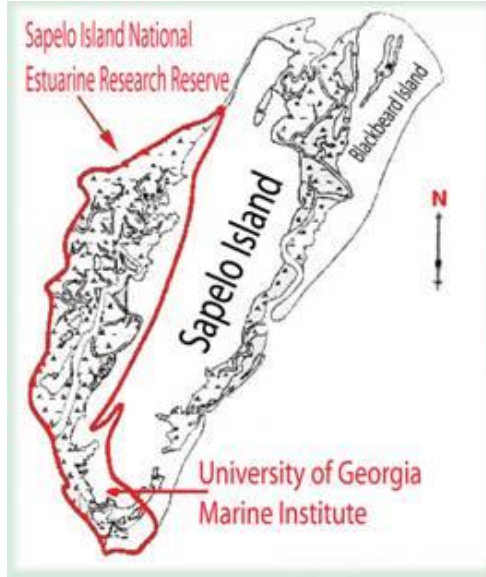 Sapelo Island National
Estuarine Research Reserve
Blackbeard Island
N
Sapelo Island
University of Georgia
Marine Institute